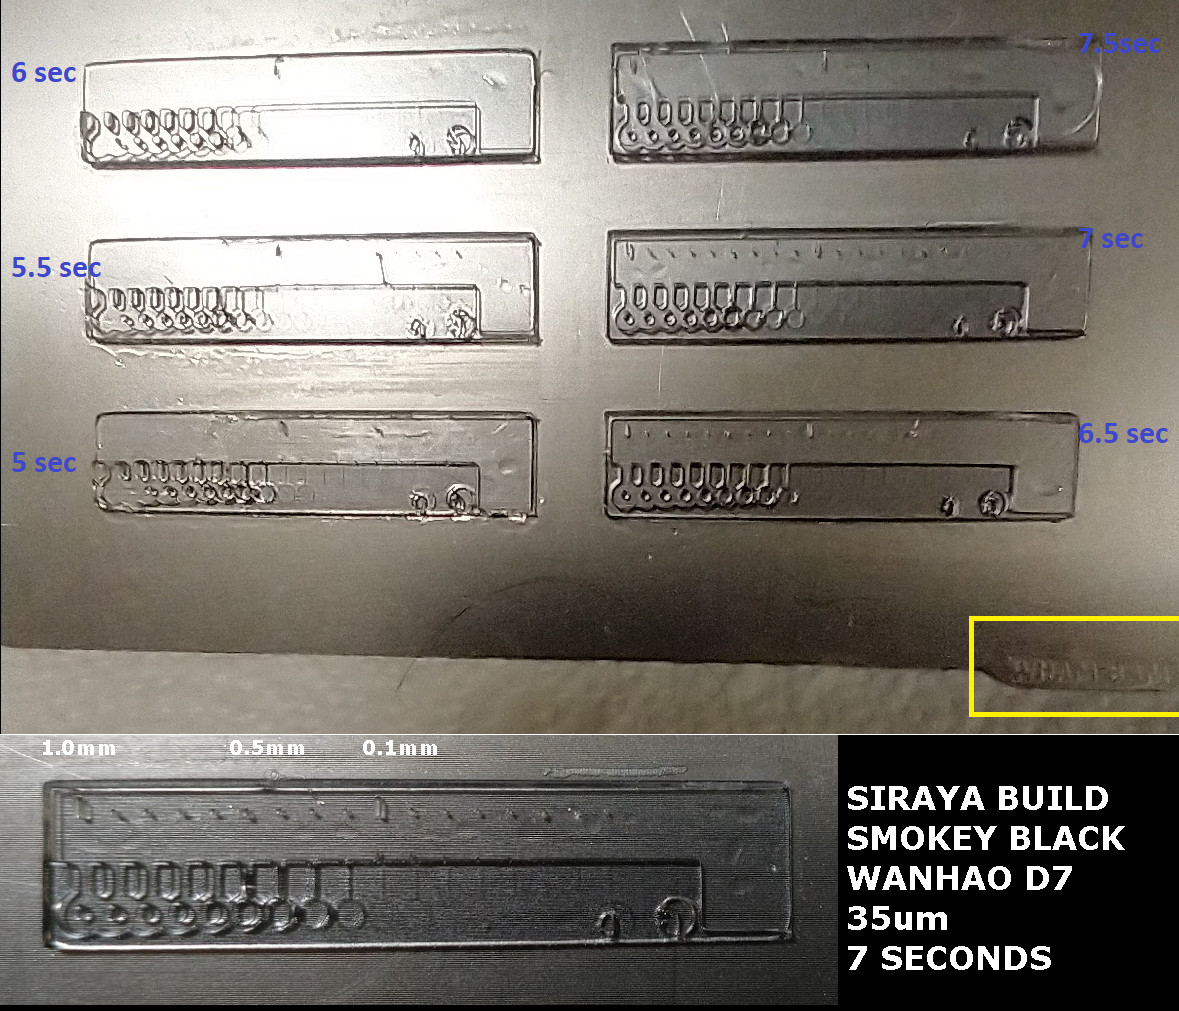 6 sec
7.5sec
5.5 sec
7 sec
5 sec
6.5 sec
1.0mm
0.5mm
0.1mm
SIRAYA BUILD
SMOKEY BLACK
WANHAO D7
35um
7 SECONDS